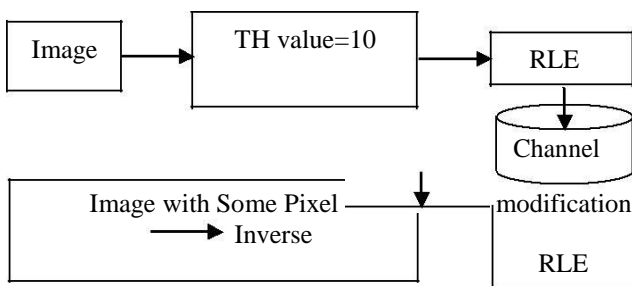 Image
TH value=10
RLE
Channel
Image with Some Pixel modification
Inverse
RLE